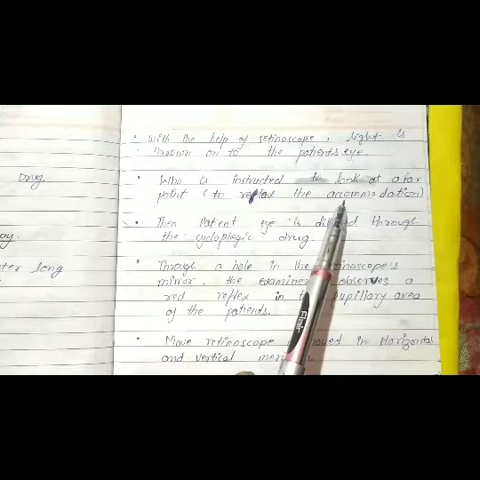 ong
py
ter long
• With the help of retinoscope, light is
thrown on to the patients eye.
• Who is instructed to look at a far
point (to the accommodation)
• Then Patient eye is dilated through
the cycloplegic drug.
• Through a hole in the retinoscope's
mirror, the examiner observes a
red reflex in the pupillary area
of the patients.
• Move retinoscope moved in Horizontal
and vertical
Flair